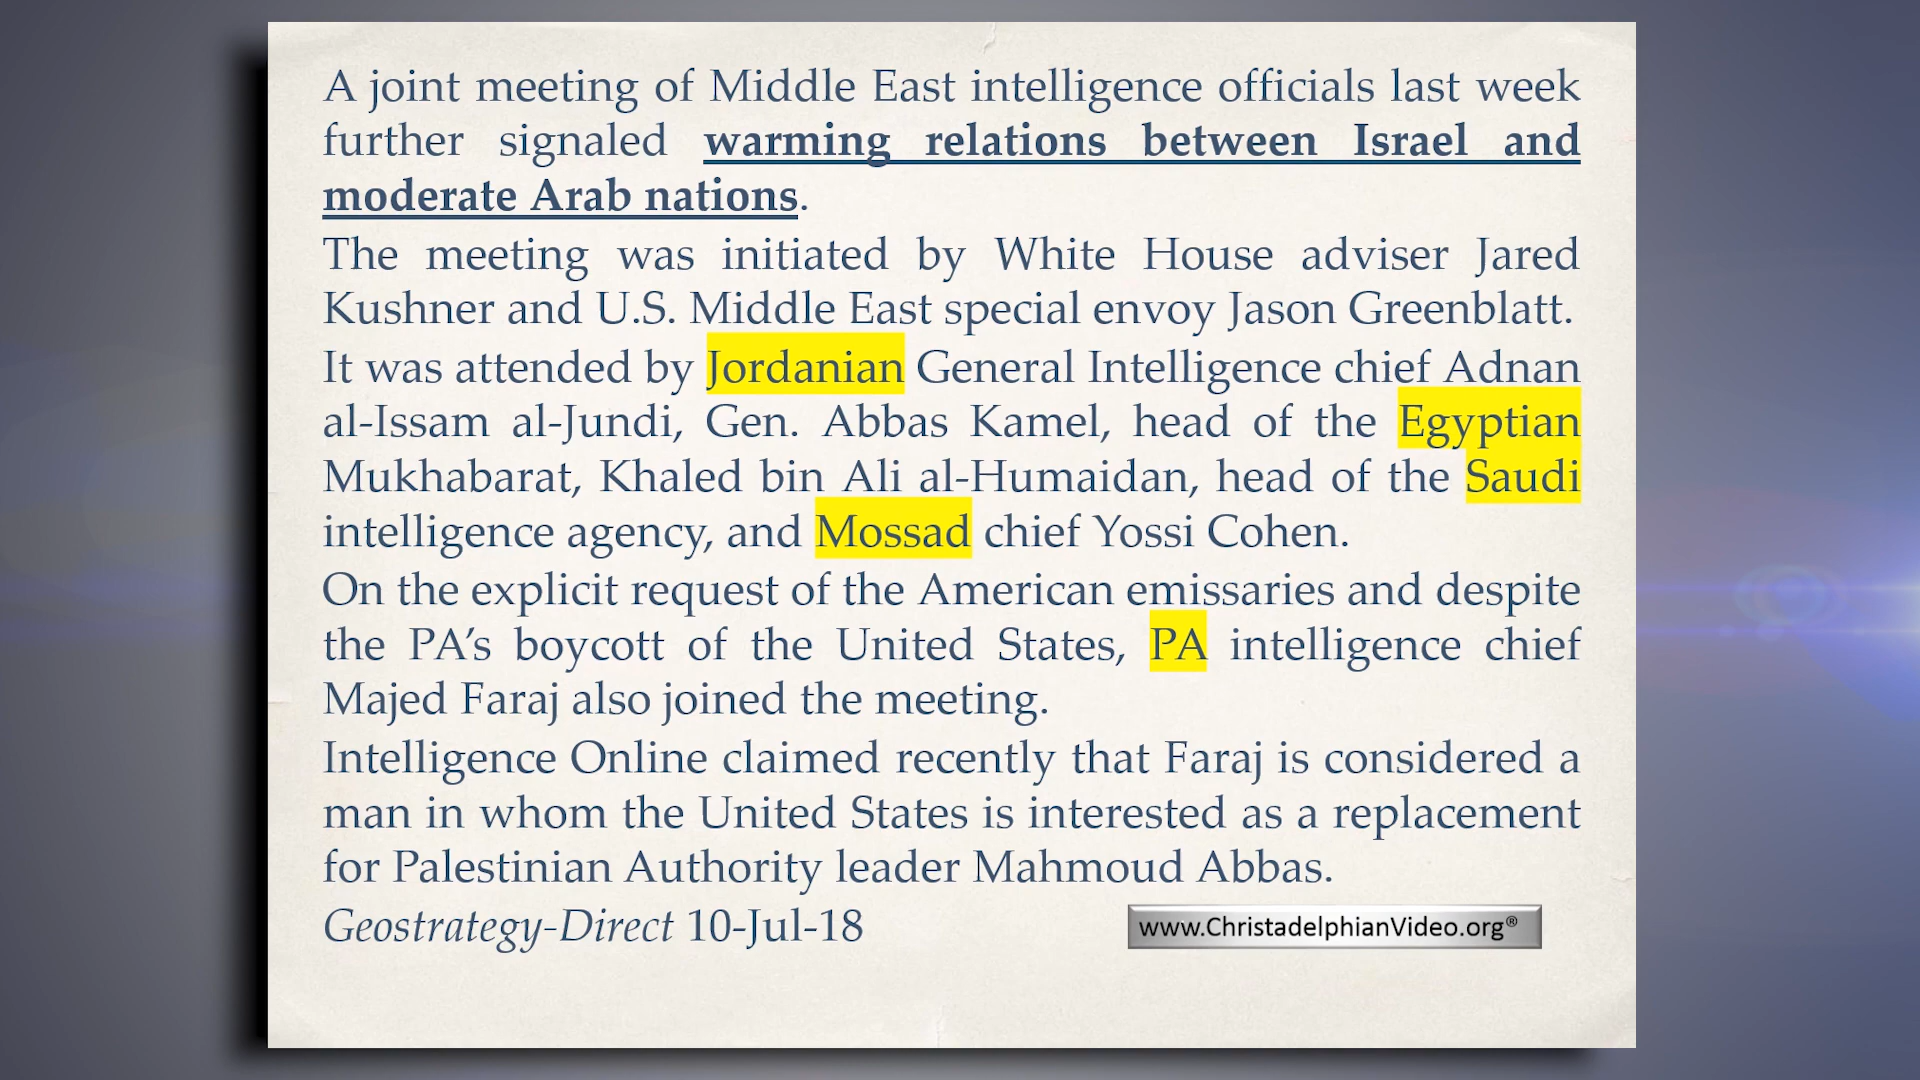 A joint meeting of Middle East intelligence officials last week
further signaled warming relations between Israel and
moderate Arab nations.
The meeting was initiated by White House adviser Jared
Kushner and U.S. Middle East special envoy Jason Greenblatt.
It was attended by Jordanian General Intelligence chief Adnan
al-Issam al-Jundi, Gen. Abbas Kamel, head of the Egyptian
Mukhabarat, Khaled bin Ali al-Humaidan, head of the Saudi
intelligence agency, and Mossad chief Yossi Cohen.
On the explicit request of the American emissaries and despite
the PA’s boycott of the United States, PA intelligence chief
Majed Faraj also joined the meeting.
Intelligence Online claimed recently that Faraj is considered a
man in whom the United States is interested as a replacement
for Palestinian Authority leader Mahmoud Abbas.
Geostrategy-Direct 10-Jul-18
www.ChristadelphianVideo.org®